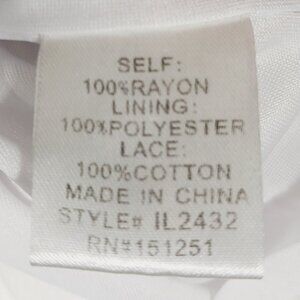 SELF:
100%RAYON
LINING:
100%POLYESTER
LACE:
100%COTTON
MADE IN CHINA
STYLE# IL2432
RN#151251